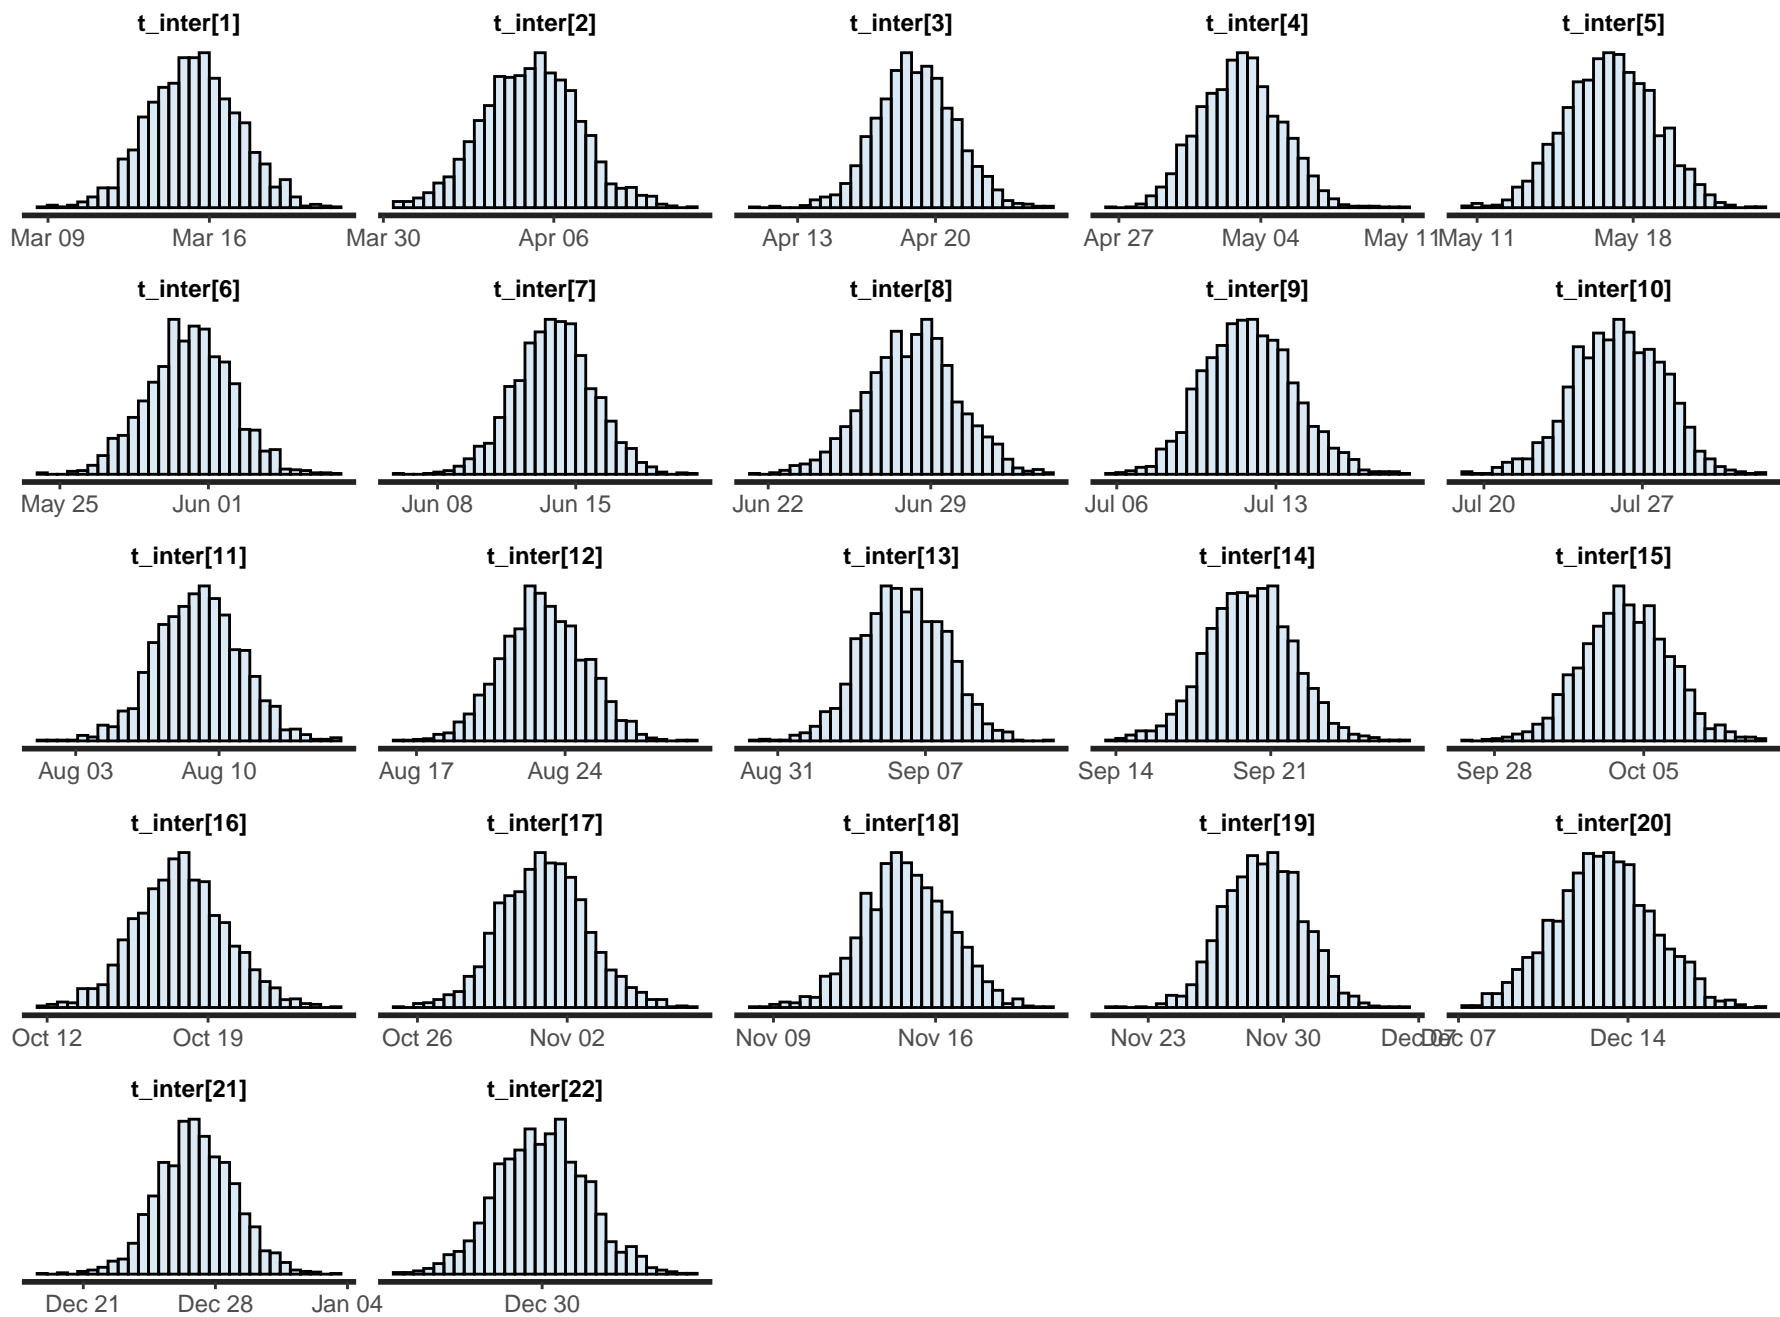 t_inter[1] t_inter[2] t_inter[3] t_inter[4] t_inter[5]
Mar 09 Mar 16 Mar 30 Apr 06 Apr 13 Apr 20 Apr 27 May 04 May 11 May 11 May 18
t_inter[6] t_inter[7] t_inter[8] t_inter[9] t_inter[10]
May 25 Jun 01 Jun 08 Jun 15 Jun 22 Jun 29 Jul 06 Jul 13 Jul 20 Jul 27
t_inter[11] t_inter[12] t_inter[13] t_inter[14] t_inter[15]
Aug 03 Aug 10 Aug 17 Aug 24 Aug 31 Sep 07 Sep 14 Sep 21 Sep 28 Oct 05
t_inter[16] t_inter[17] t_inter[18] t_inter[19] t_inter[20]
Oct 12 Oct 19 Oct 26 Nov 02 Nov 09 Nov 16 Nov 23 Nov 30 Dec 07 Dec 07 Dec 14
t_inter[21] t_inter[22]
Dec 21 Dec 28 Jan 04 Dec 30